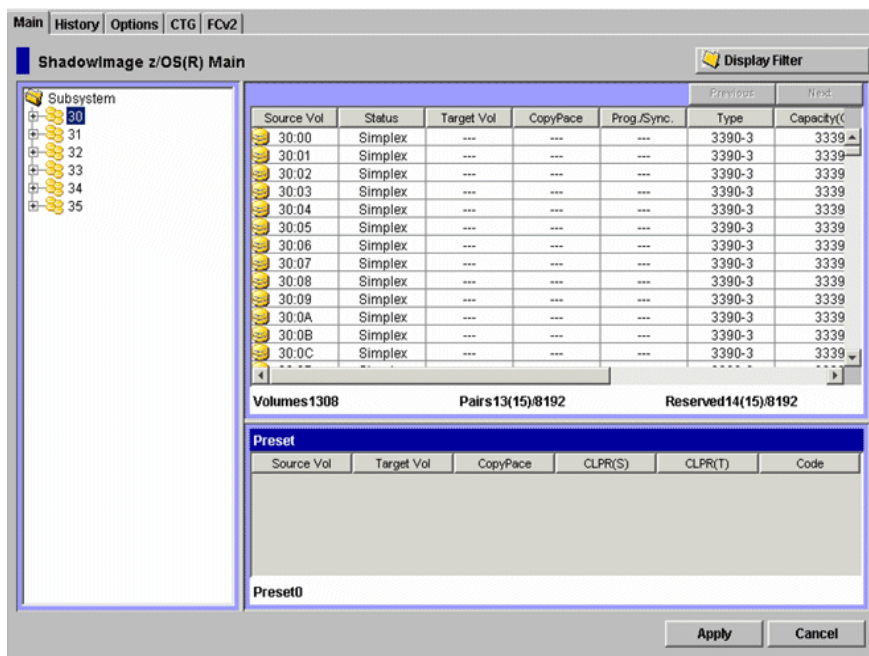 Main History Options CTG FCv2
ShadowImage z/OS(R) Main
Display Filter
Subsystem
30
31
32
33
34
35
Previous Next
Source Vol Status Target Vol CopyPace Prog./Sync. Type Capacity(
30:00 Simplex --- --- --- 3390-3 3339
30:01 Simplex --- --- --- 3390-3 3339
30:02 Simplex --- --- --- 3390-3 3339
30:03 Simplex --- --- --- 3390-3 3339
30:04 Simplex --- --- --- 3390-3 3339
30:05 Simplex --- --- --- 3390-3 3339
30:06 Simplex --- --- --- 3390-3 3339
30:07 Simplex --- --- --- 3390-3 3339
30:08 Simplex --- --- --- 3390-3 3339
30:09 Simplex --- --- --- 3390-3 3339
30:0A Simplex --- --- --- 3390-3 3339
30:0B Simplex --- --- --- 3390-3 3339
30:0C Simplex --- --- --- 3390-3 3339
Volumes1308 Pairs13(15)/8192 Reserved14(15)/8192
Preset
Source Vol Target Vol CopyPace CLPR(S) CLPR(T) Code
Preset0
Apply Cancel